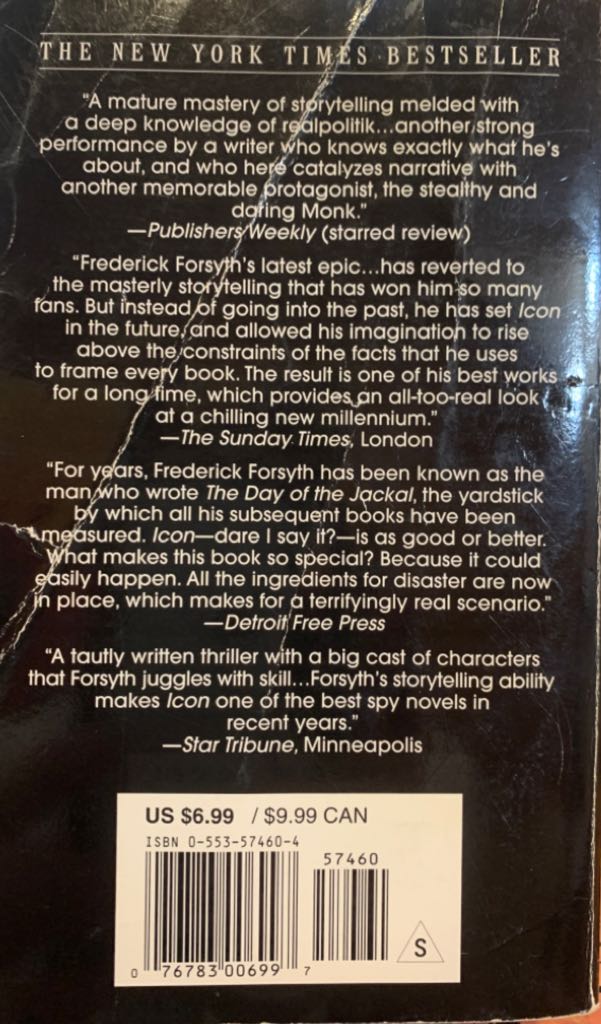 THE NEW YORK TIMES BESTSELLER
"A mature mastery of storytelling melded with
a deep knowledge of realpolitik...another strong
performance by a writer who knows exactly what he's
about, and who here catalyzes narrative with
another memorable protagonist, the stealthy and
daring Monk."
—Publishers Weekly (starred review)
"Frederick Forsyth's latest epic...has reverted to
the masterly storytelling that has won him so many
fans. But instead of going into the past, he has set Icon
in the future, and allowed his imagination to rise
above the constraints of the facts that he uses
to frame every book. The result is one of his best works
for a long time, which provides an all-too-real look
at a chilling new millennium."
—The Sunday Times, London
"For years, Frederick Forsyth has been known as the
man who wrote The Day of the Jackal, the yardstick
by which all his subsequent books have been
measured. Icon—dare I say it?—is as good or better.
What makes this book so special? Because it could
easily happen. All the ingredients for disaster are now
in place, which makes for a terrifyingly real scenario."
—Detroit Free Press
"A tautly written thriller with a big cast of characters
that Forsyth juggles with skill...Forsyth's storytelling ability
makes Icon one of the best spy novels in
recent years."
—Star Tribune, Minneapolis
US $6.99 / $9.99 CAN
ISBN 0-553-57460-4
57460
S
0 76783 00699 7